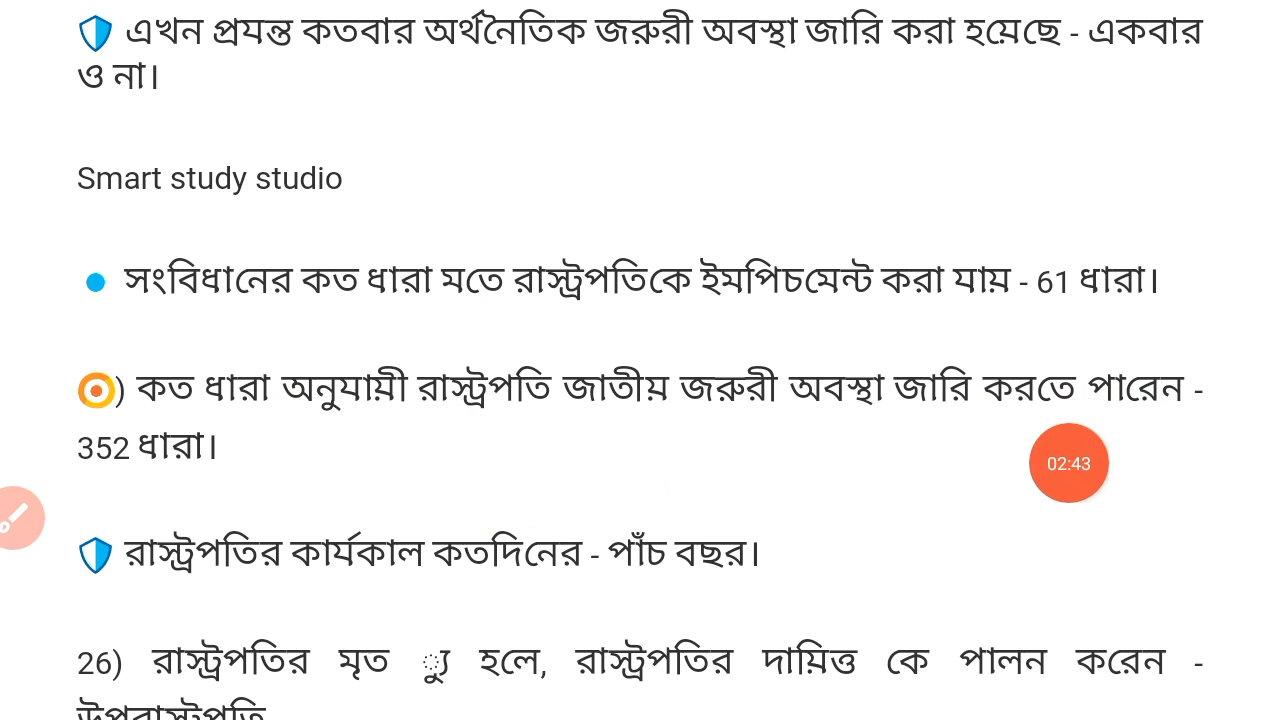 এখন প্রযন্ত কতবার অর্থনৈতিক জরুরী অবস্থা জারি করা হয়েছে - একবার
ও না।
Smart study studio
সংবিধানের কত ধারা মতে রাস্ট্রপতিকে ইমপিচমেন্ট করা যায় - 61 ধারা।
) কত ধারা অনুযায়ী রাস্ট্রপতি জাতীয় জরুরী অবস্থা জারি করতে পারেন -
352 ধারা।
02:43
রাস্ট্রপতির কার্যকাল কতদিনের - পাঁচ বছর।
26) রাস্ট্রপতির মৃত ্যু হলে, রাস্ট্রপতির দায়িত্ত কে পালন করেন -
উপরাস্ট্রপতি